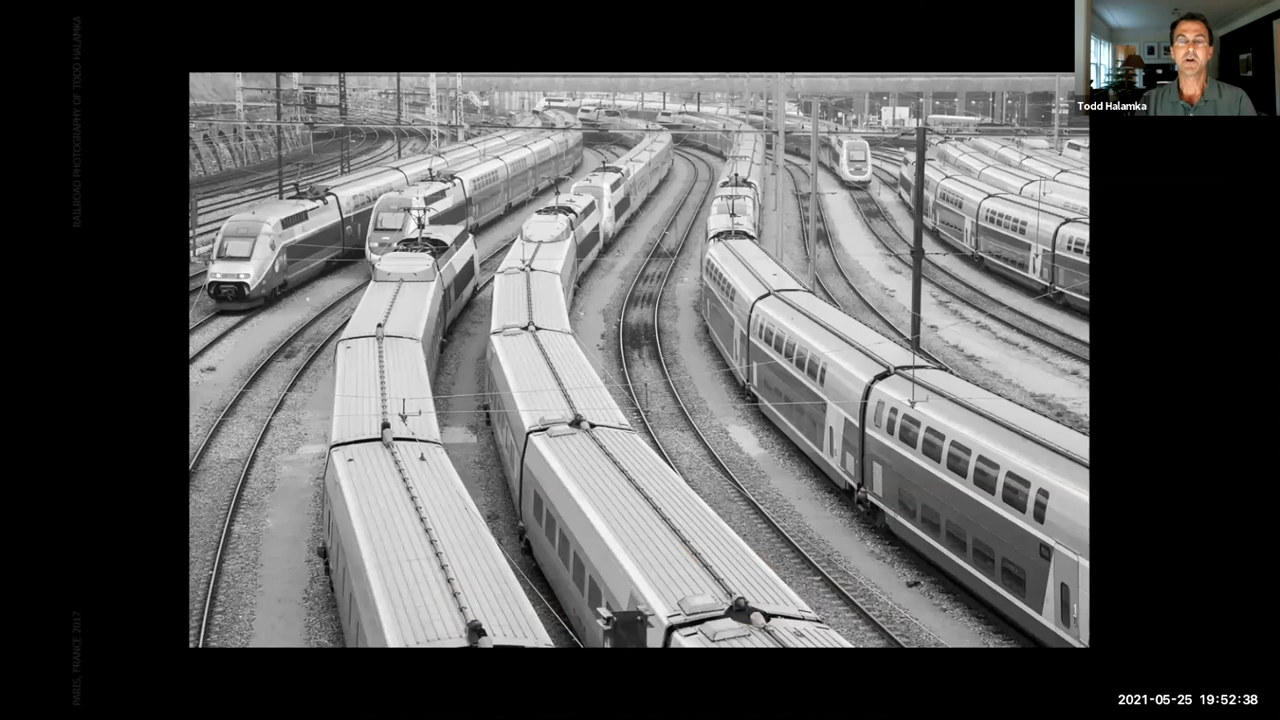 RAILROAD PHOTOGRAPHY OF TODD HALAMKA
Todd Halamka
PARIS, FRANCE 2017
2021-05-25 19:52:38